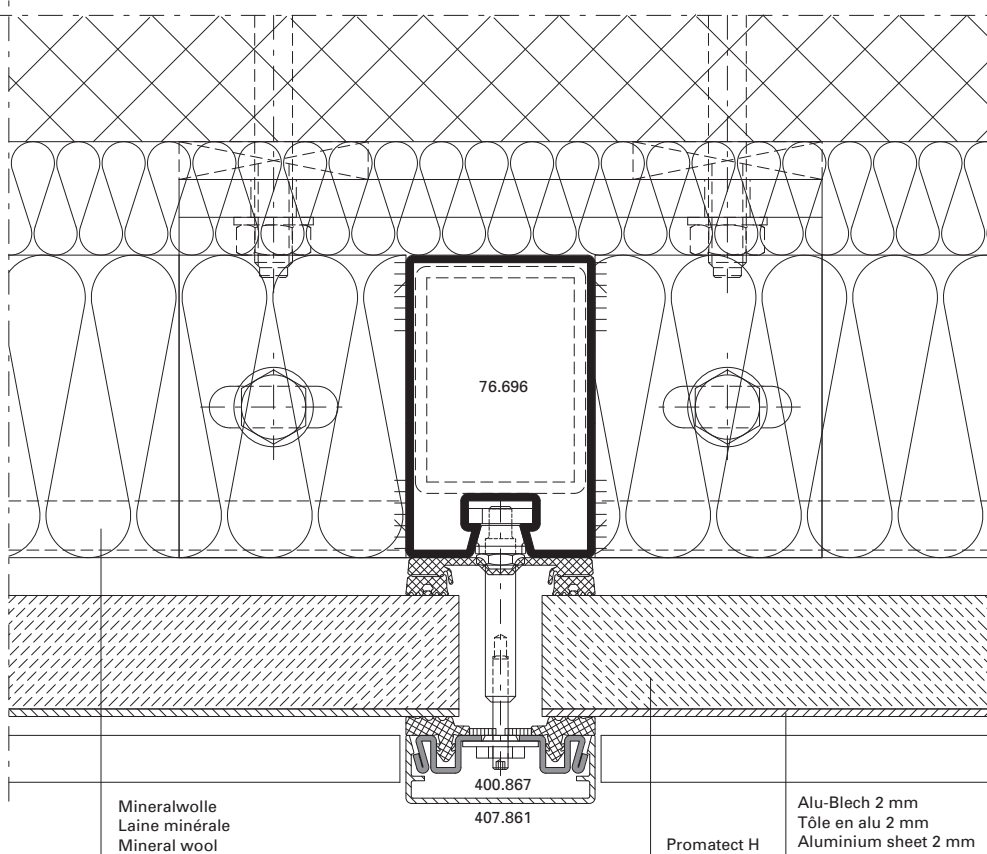 76.696
400.867
407.861
Mineralwolle
Laine minérale
Mineral wool
Promatect H
Alu-Blech 2 mm
Tôle en alu 2 mm
Aluminium sheet 2 mm